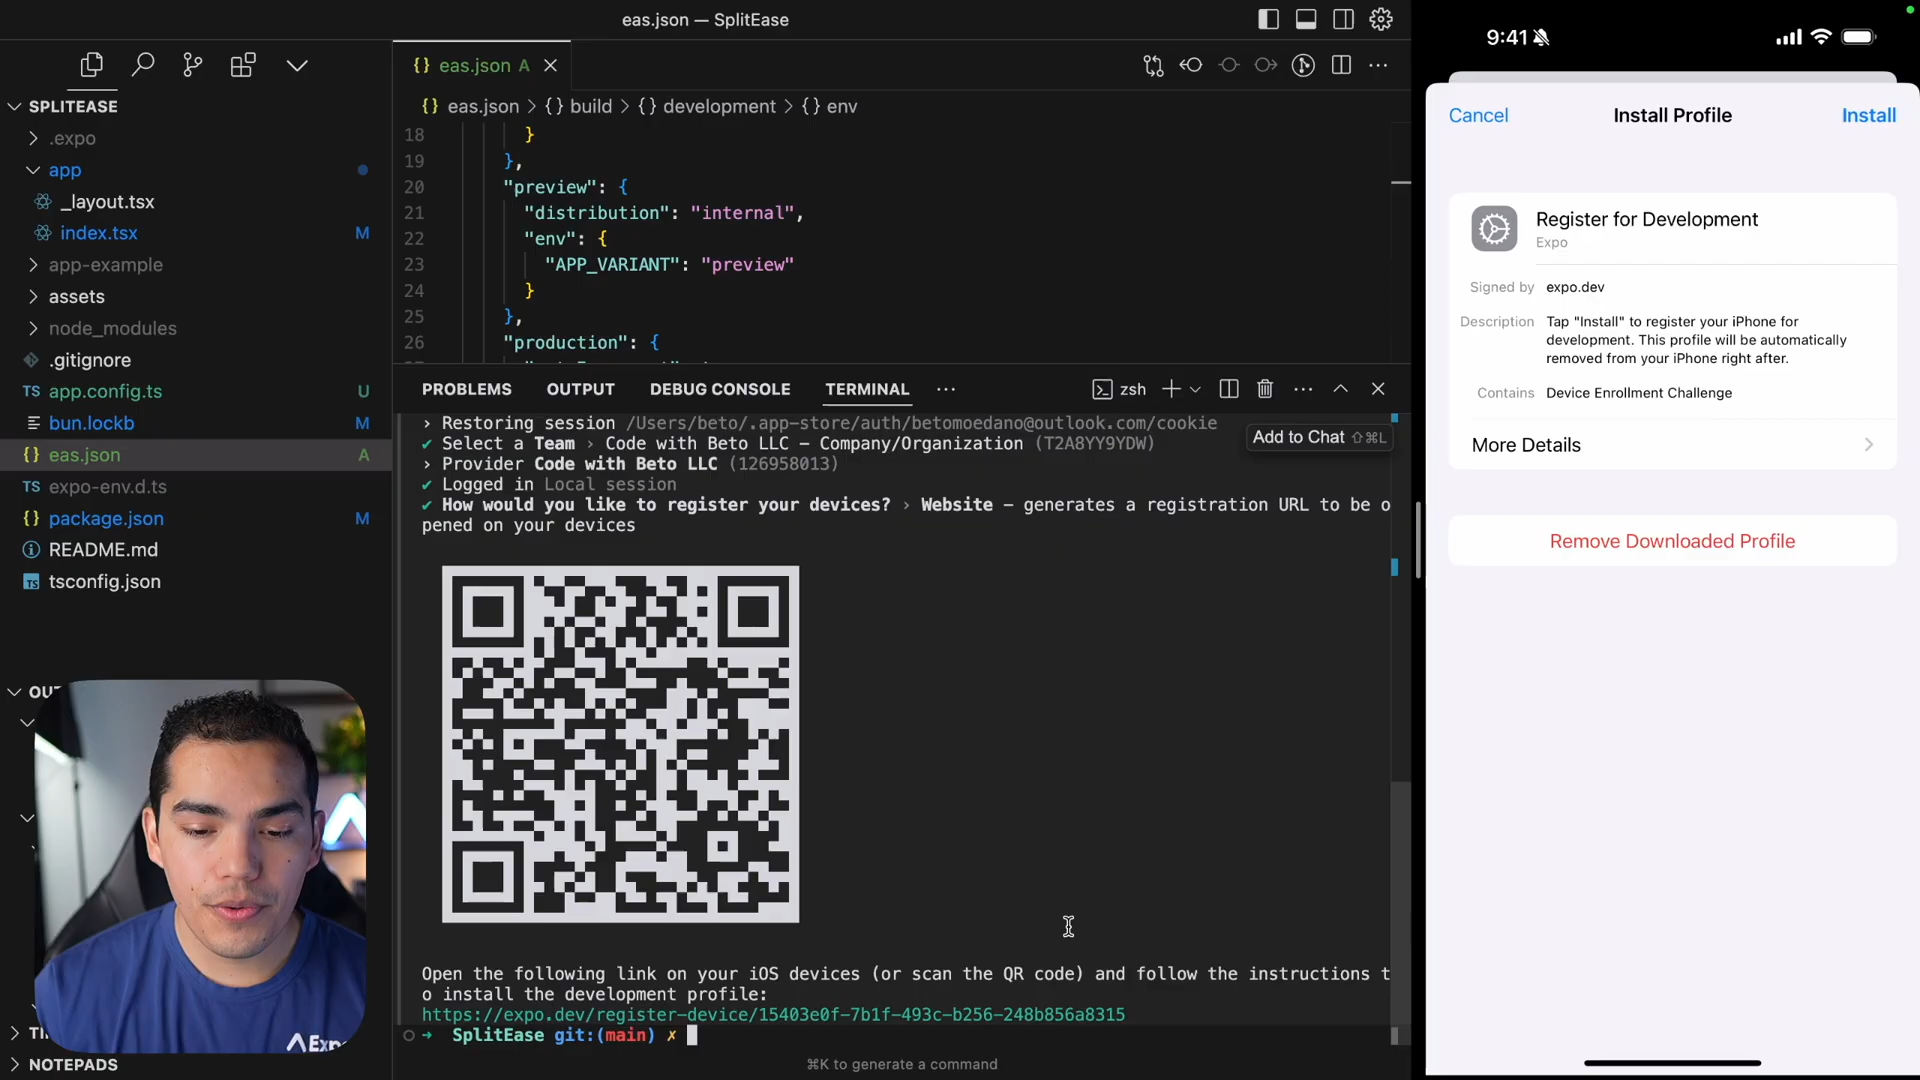 eas.json — SplitEase
SPLITEASE
.expo
app
_layout.tsx
index.tsx M
app-example
assets
node_modules
.gitignore
TS app.config.ts U
bun.lockb M
{} eas.json A
TS expo-env.d.ts
{} package.json M
README.md
TS tsconfig.json
OUT
TI
NOTEPADS
{} eas.json A
{} eas.json > {} build > {} development > {} env
18 }
19 },
20 "preview": {
21 "distribution": "internal",
22 "env": {
23 "APP_VARIANT": "preview"
24 }
25 },
26 "production": {
PROBLEMS OUTPUT DEBUG CONSOLE TERMINAL zsh
› Restoring session /Users/beto/.app-store/auth/betomoedano@outlook.com/cookie
Add to Chat ⇧⌘L
✔ Select a Team › Code with Beto LLC – Company/Organization (T2A8YY9YDW)
› Provider Code with Beto LLC (126958013)
✔ Logged in Local session
✔ How would you like to register your devices? › Website – generates a registration URL to be o
pened on your devices
Open the following link on your iOS devices (or scan the QR code) and follow the instructions t
o install the development profile:
https://expo.dev/register-device/15403e0f-7b1f-493c-b256-248b856a8315
➜ SplitEase git:(main) ✗
⌘K to generate a command
9:41
Cancel Install Profile Install
Register for Development
Expo
Signed by expo.dev
Description Tap "Install" to register your iPhone for
development. This profile will be automatically
removed from your iPhone right after.
Contains Device Enrollment Challenge
More Details
Remove Downloaded Profile